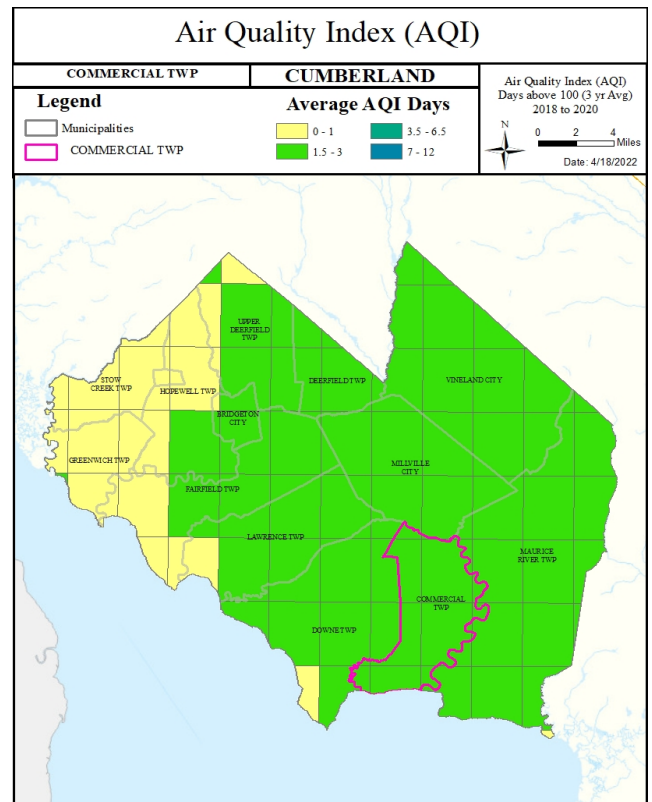 Air Quality Index (AQI)
COMMERCIAL TWP
CUMBERLAND
Legend
Municipalities
COMMERCIAL TWP
Average AQI Days
0 - 1
3.5 - 6.5
1.5 - 3
7 - 12
Air Quality Index (AQI)
Days above 100 (3 yr Avg)
2018 to 2020
N
0 2 4
Miles
Date: 4/18/2022
UPPER
DEERFIELD
TWP
STOW
CREEK TWP
HOPEWELL TWP
DEERFIELD TWP
VINELAND CITY
BRIDGETON
CITY
GREENWICH TWP
MILLVILLE
CITY
FAIRFIELD TWP
LAWRENCE TWP
MAURICE
RIVER TWP
COMMERCIAL
TWP
DOWNE TWP